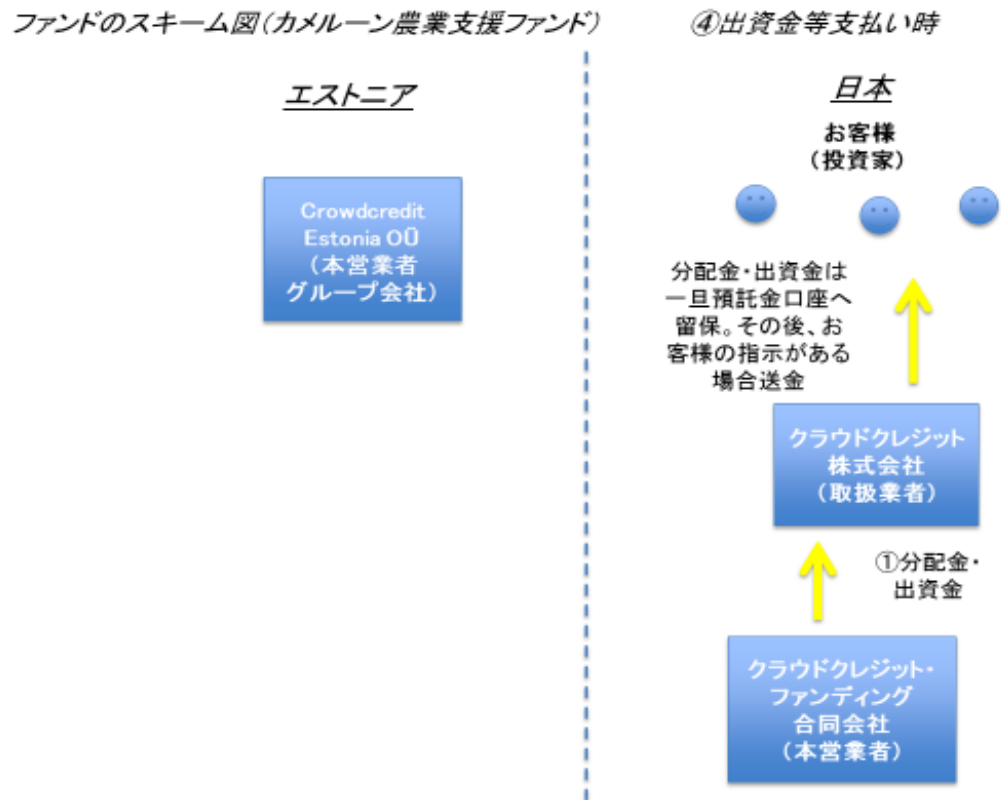 ファンドのスキーム図(カメルーン農業支援ファンド)
④出資金等支払い時
エストニア
日本
お客様
(投資家)
Crowdcredit
Estonia OÜ
(本営業者
グループ会社)
分配金・出資金は
一旦預託金口座へ
留保。その後、お
客様の指示がある
場合送金
クラウドクレジット
株式会社
(取扱業者)
①分配金・
出資金
クラウドクレジット・
ファンディング
合同会社
(本営業者)